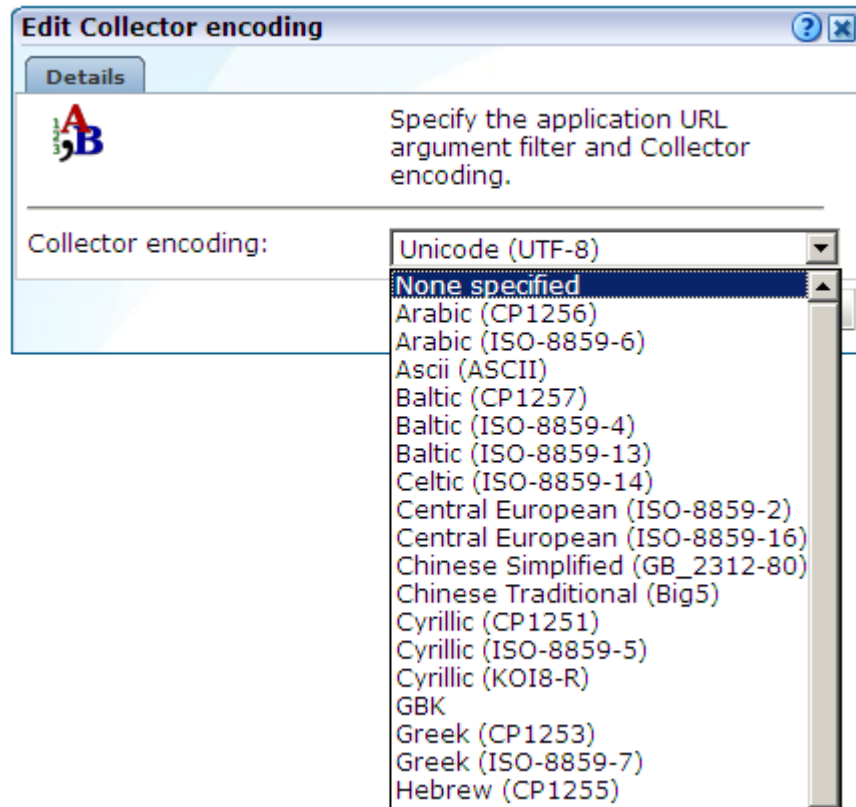 Edit Collector encoding
Details
Specify the application URL
argument filter and Collector
encoding.
Collector encoding:
Unicode (UTF-8)
None specified
Arabic (CP1256)
Arabic (ISO-8859-6)
Ascii (ASCII)
Baltic (CP1257)
Baltic (ISO-8859-4)
Baltic (ISO-8859-13)
Celtic (ISO-8859-14)
Central European (ISO-8859-2)
Central European (ISO-8859-16)
Chinese Simplified (GB_2312-80)
Chinese Traditional (Big5)
Cyrillic (CP1251)
Cyrillic (ISO-8859-5)
Cyrillic (KOI8-R)
GBK
Greek (CP1253)
Greek (ISO-8859-7)
Hebrew (CP1255)